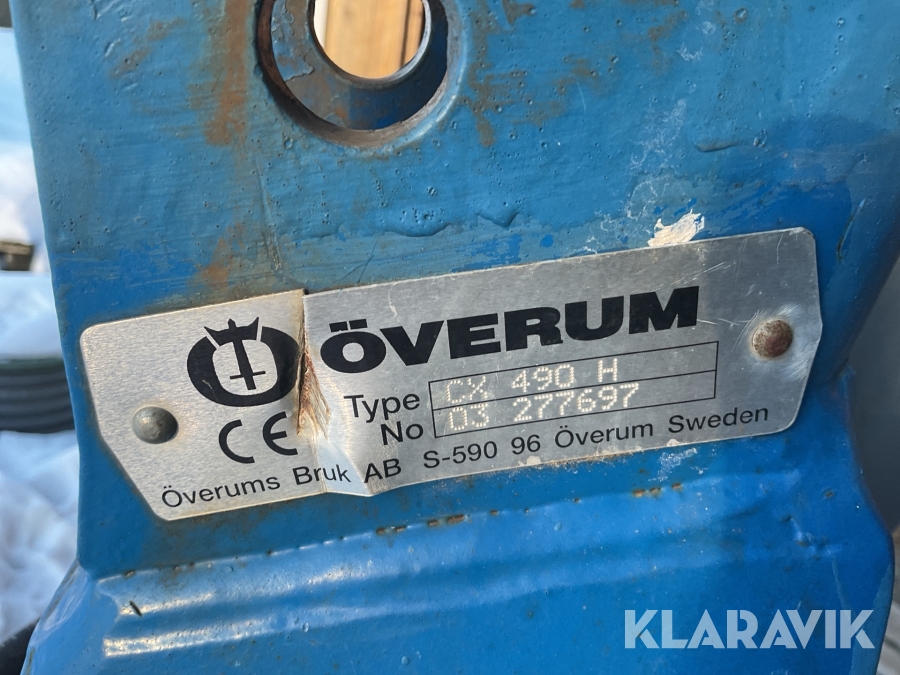 ÖVERUM
Type CX 490 H
No 03 277697
CE
Överums Bruk AB S-590 96 Överum Sweden
KLARAVIK